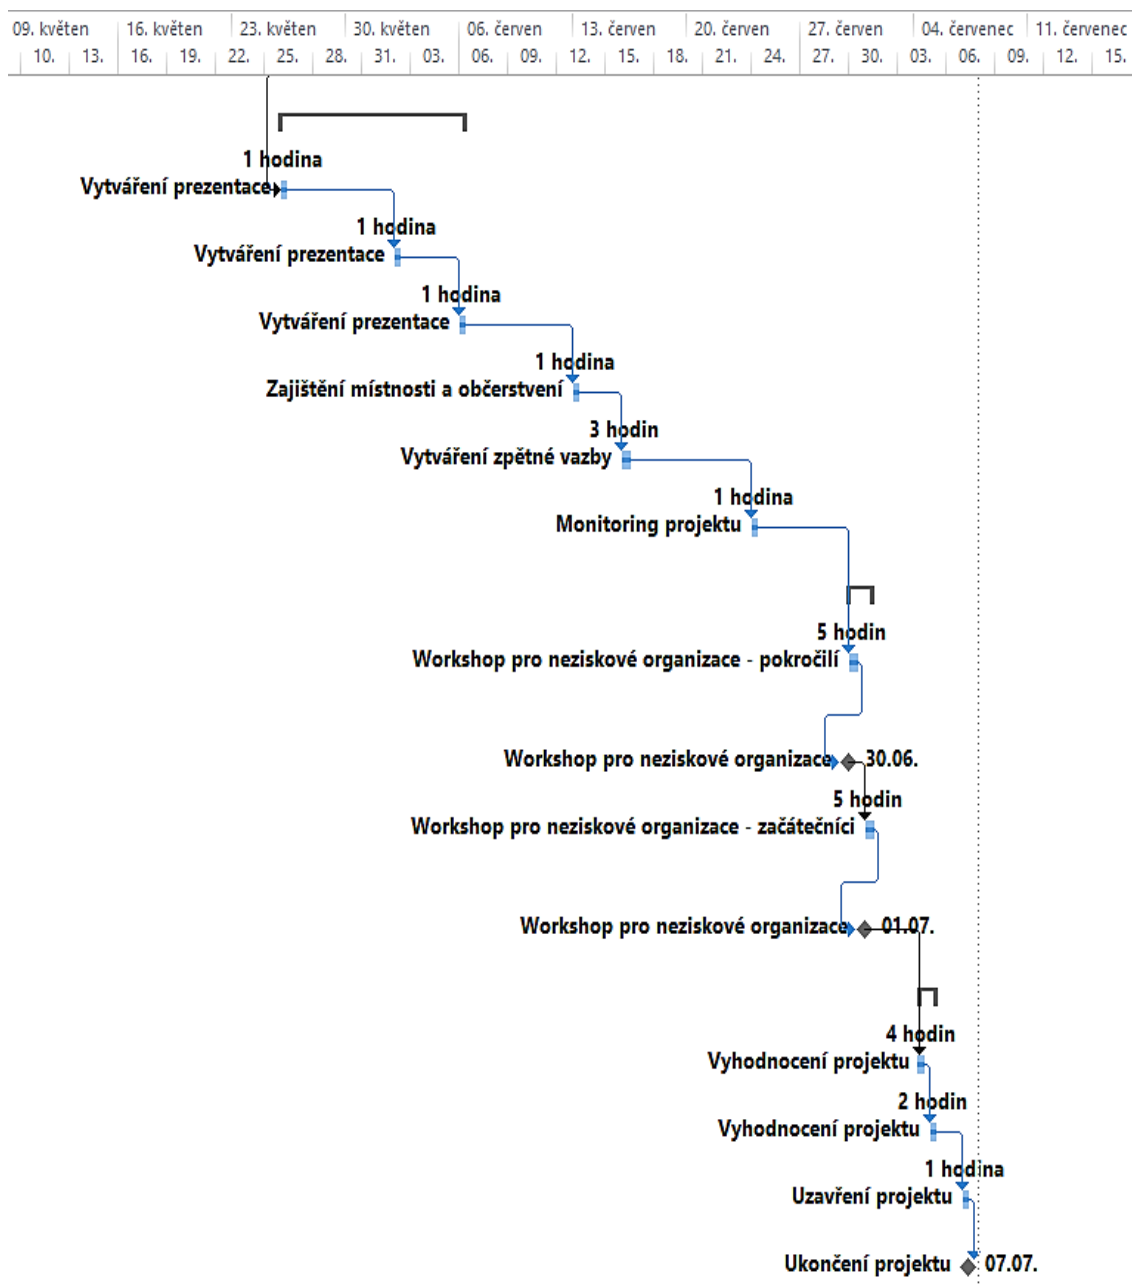 09. květen 16. květen 23. květen 30. květen 06. červen 13. červen 20. červen 27. červen 04. červenec 11. červenec
10. 13. 16. 19. 22. 25. 28. 31. 03. 06. 09. 12. 15. 18. 21. 24. 27. 30. 03. 06. 09. 12. 15.
1 hodina
Vytváření prezentace
1 hodina
Vytváření prezentace
1 hodina
Vytváření prezentace
1 hodina
Zajištění místnosti a občerstvení
3 hodin
Vytváření zpětné vazby
1 hodina
Monitoring projektu
5 hodin
Workshop pro neziskové organizace - pokročilí
Workshop pro neziskové organizace 30.06.
5 hodin
Workshop pro neziskové organizace - začátečníci
Workshop pro neziskové organizace 01.07.
4 hodin
Vyhodnocení projektu
2 hodin
Vyhodnocení projektu
1 hodina
Uzavření projektu
Ukončení projektu 07.07.